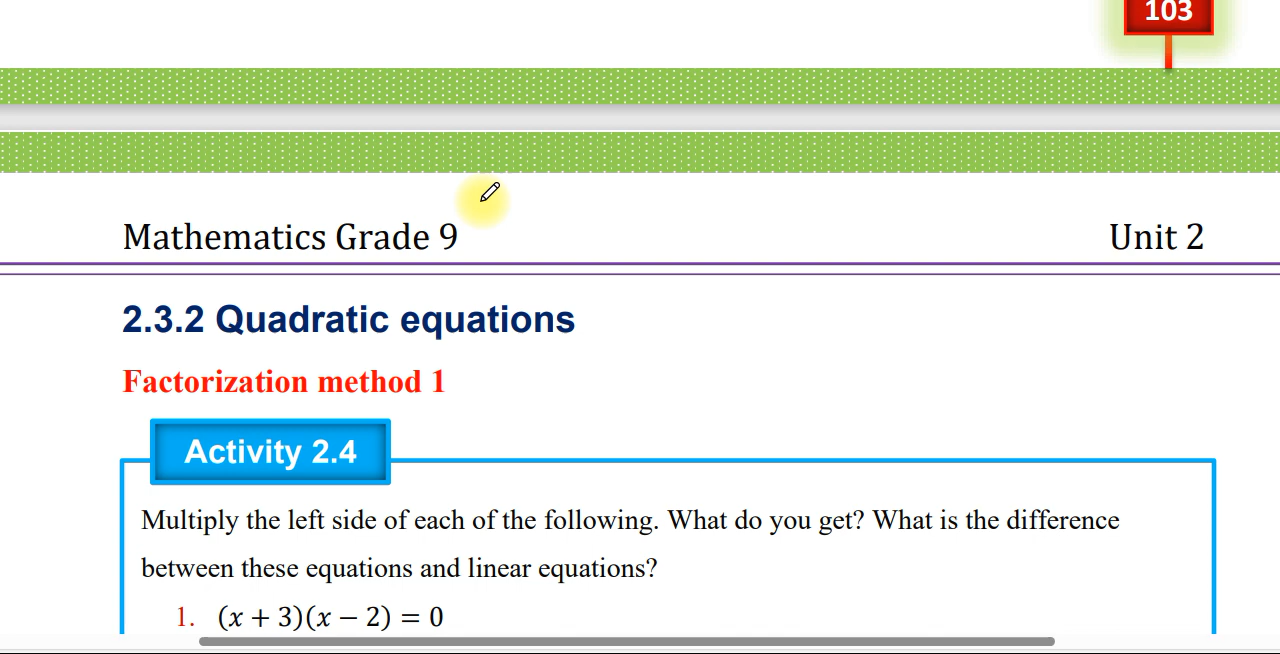 103
Mathematics Grade 9 Unit 2
2.3.2 Quadratic equations
Factorization method 1
Activity 2.4
Multiply the left side of each of the following. What do you get? What is the difference
between these equations and linear equations?
1. (x + 3)(x − 2) = 0